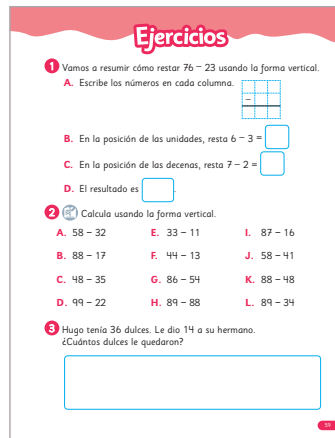 Ejercicios
1 Vamos a resumir cómo restar 76 − 23 usando la forma vertical.
A. Escribe los números en cada columna.
−
B. En la posición de las unidades, resta 6 − 3 =
C. En la posición de las decenas, resta 7 − 2 =
D. El resultado es .
2 Calcula usando la forma vertical.
A. 58 − 32 E. 33 − 11 I. 87 − 16
B. 88 − 17 F. 44 − 13 J. 58 − 41
C. 48 − 35 G. 86 − 54 K. 88 − 48
D. 99 − 22 H. 89 − 88 L. 89 − 34
3 Hugo tenía 36 dulces. Le dio 14 a su hermano.
¿Cuántos dulces le quedaron?
59